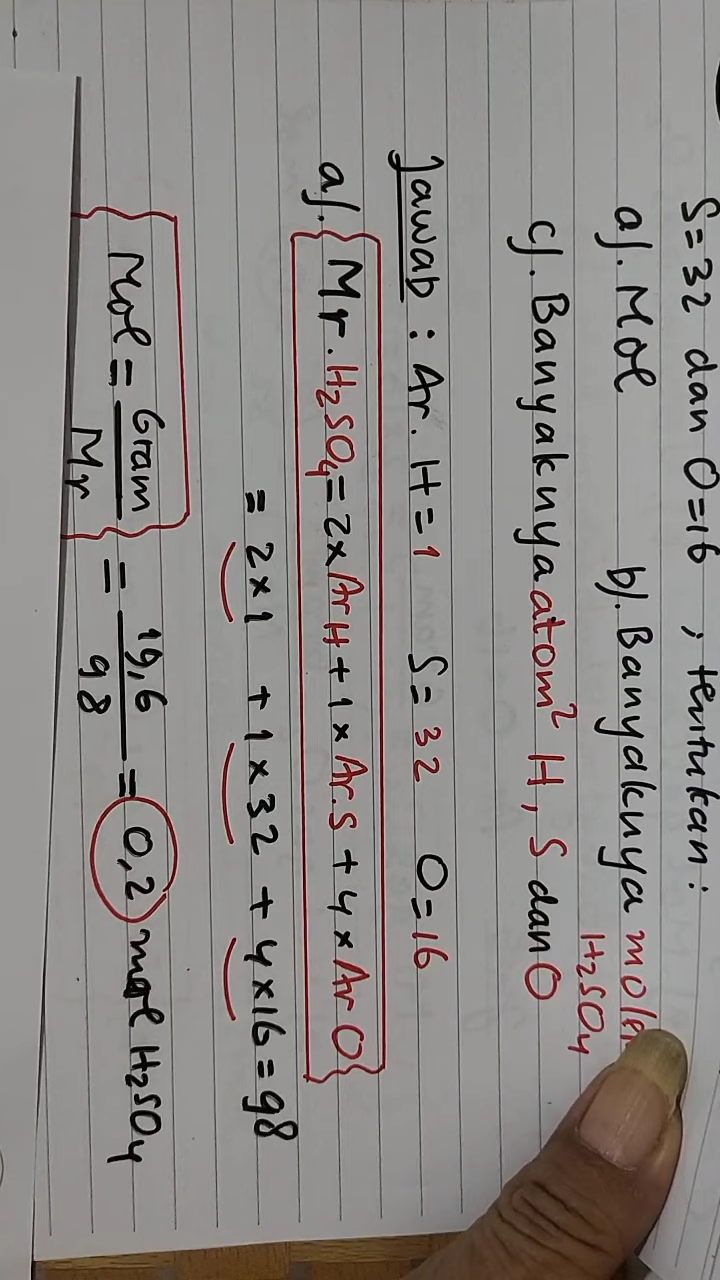 S=32 dan O=16 , tentukan :
a). Mol b). Banyaknya
H₂SO₄
c). Banyaknya atom² H, S dan O
Jawab : Ar. H = 1 S = 32 O = 16
a). Mr. H₂SO₄ = 2 x Ar H + 1 x Ar. S + 4 x Ar O
= 2 x 1 + 1 x 32 + 4 x 16 = 98
Mol = Gram / Mr = 19,6 / 98 = 0,2 mol H₂SO₄